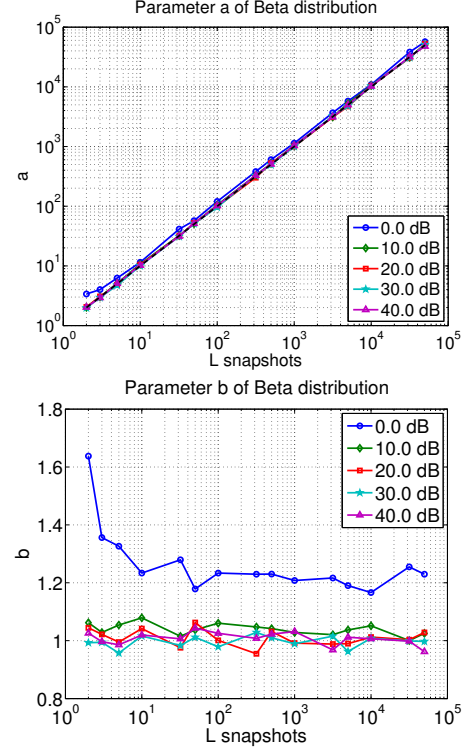 Parameter a of Beta distribution
10^5
10^4
10^3
10^2
10^1
10^0
a
0.0 dB
10.0 dB
20.0 dB
30.0 dB
40.0 dB
10^0 10^1 10^2 10^3 10^4 10^5
L snapshots
Parameter b of Beta distribution
1.8
1.6
1.4
1.2
1
0.8
b
0.0 dB
10.0 dB
20.0 dB
30.0 dB
40.0 dB
10^0 10^1 10^2 10^3 10^4 10^5
L snapshots